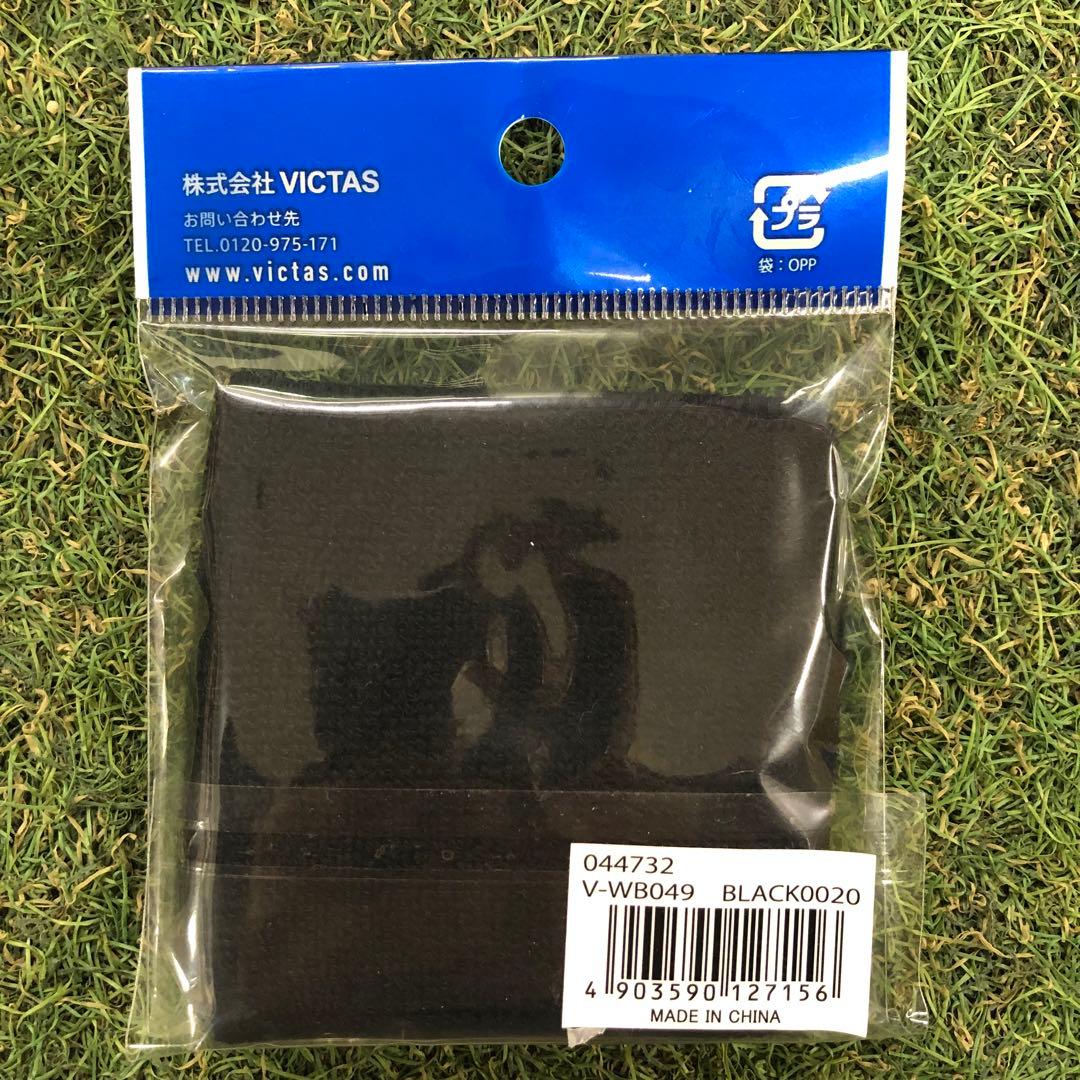 株式会社 VICTAS
お問い合わせ先
TEL.0120-975-171
www.victas.com
プラ
袋：OPP
044732
V-WB049 BLACK0020
4 903590 127156
MADE IN CHINA